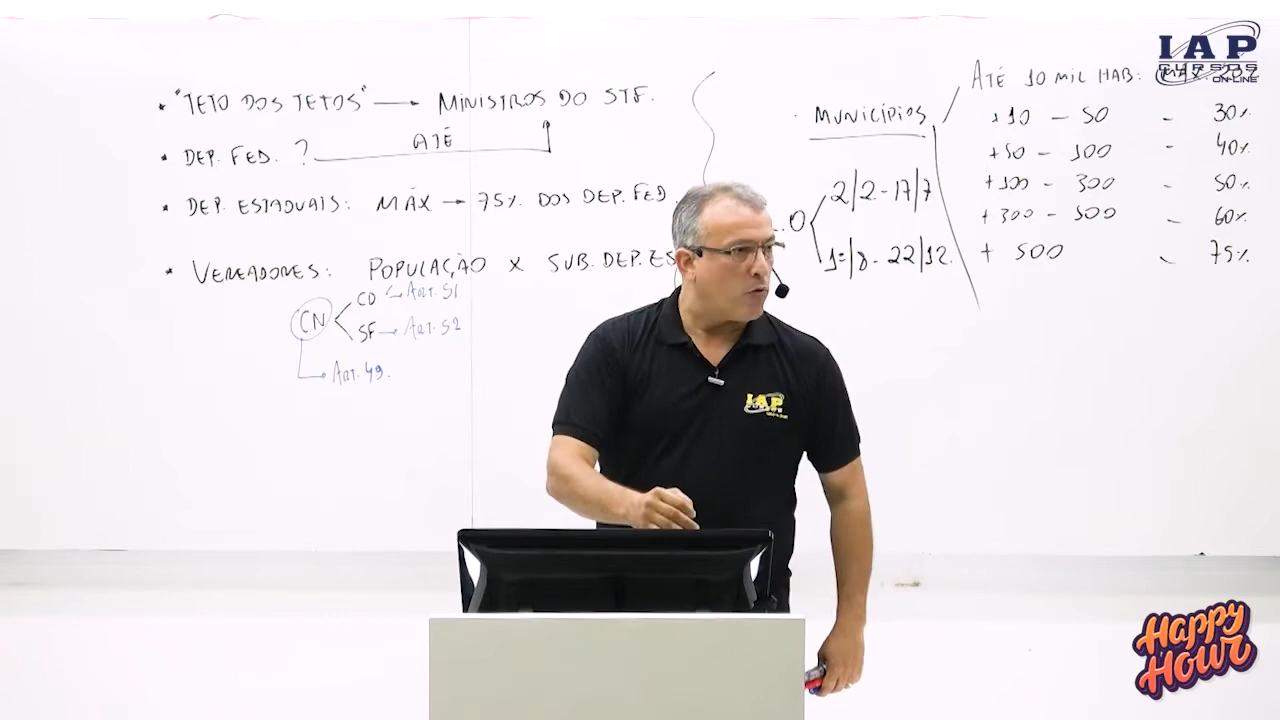 • "TETO DOS TETOS" → MINISTROS DO STF.
• DEP. FED. ? ATÉ
• DEP. ESTADUAIS: MÁX → 75% DOS DEP. FED.
• VEREADORES: POPULAÇÃO X SUB. DEP. ES
CN
CD → ART. 51
SF → ART. 52
→ ART. 49.
MUNICÍPIOS
2/2 - 17/7
1º/8 - 22/12.
ATÉ 10 MIL HAB: MÁX. 20%
+10 - 50 - 30%
+50 - 100 - 40%
+100 - 300 - 50%
+300 - 500 - 60%
+ 500 - 75%
IAP
CURSOS
ON-LINE
IAP
Happy
Hour